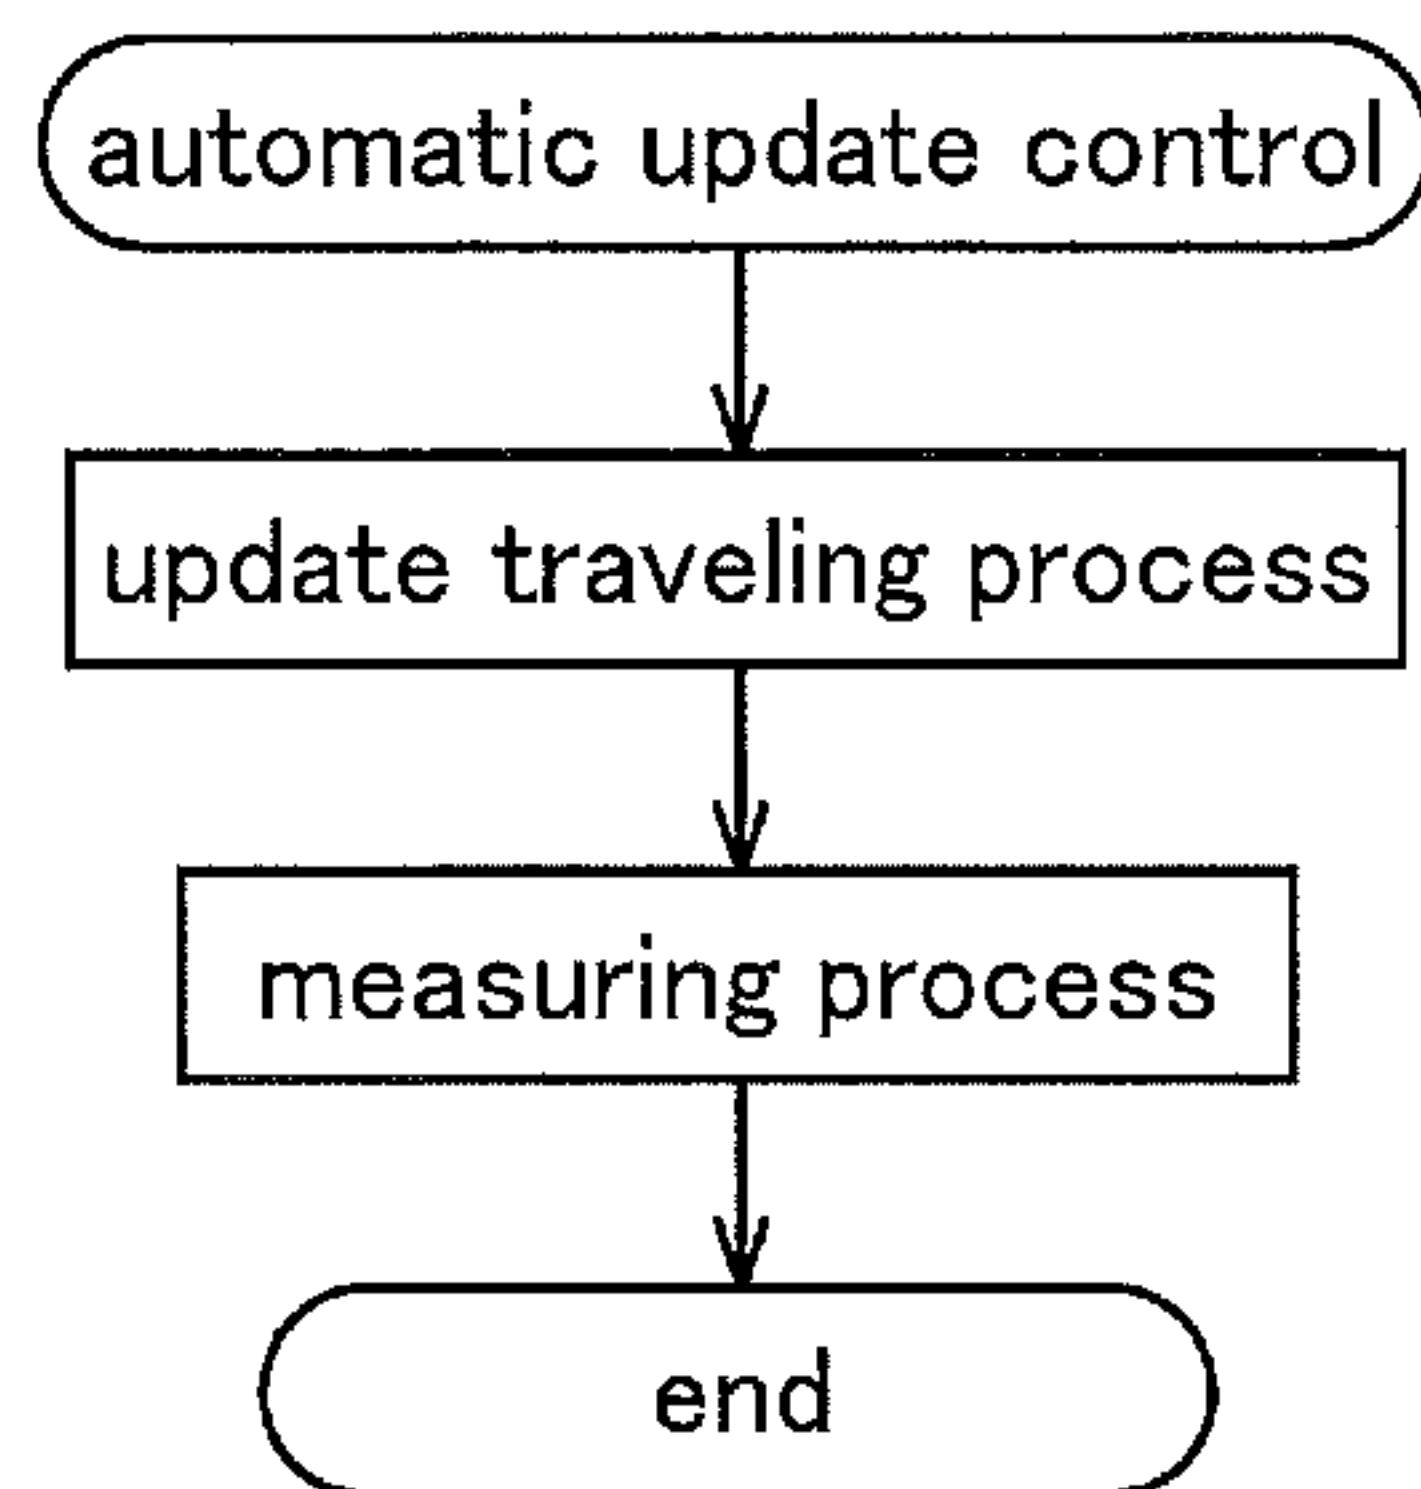 automatic update control
update traveling process
measuring process
end